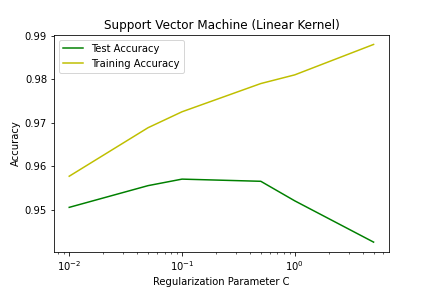 Support Vector Machine (Linear Kernel)
Test Accuracy
Training Accuracy
0.99
0.98
0.97
0.96
0.95
Accuracy
10⁻²
10⁻¹
10⁰
Regularization Parameter C